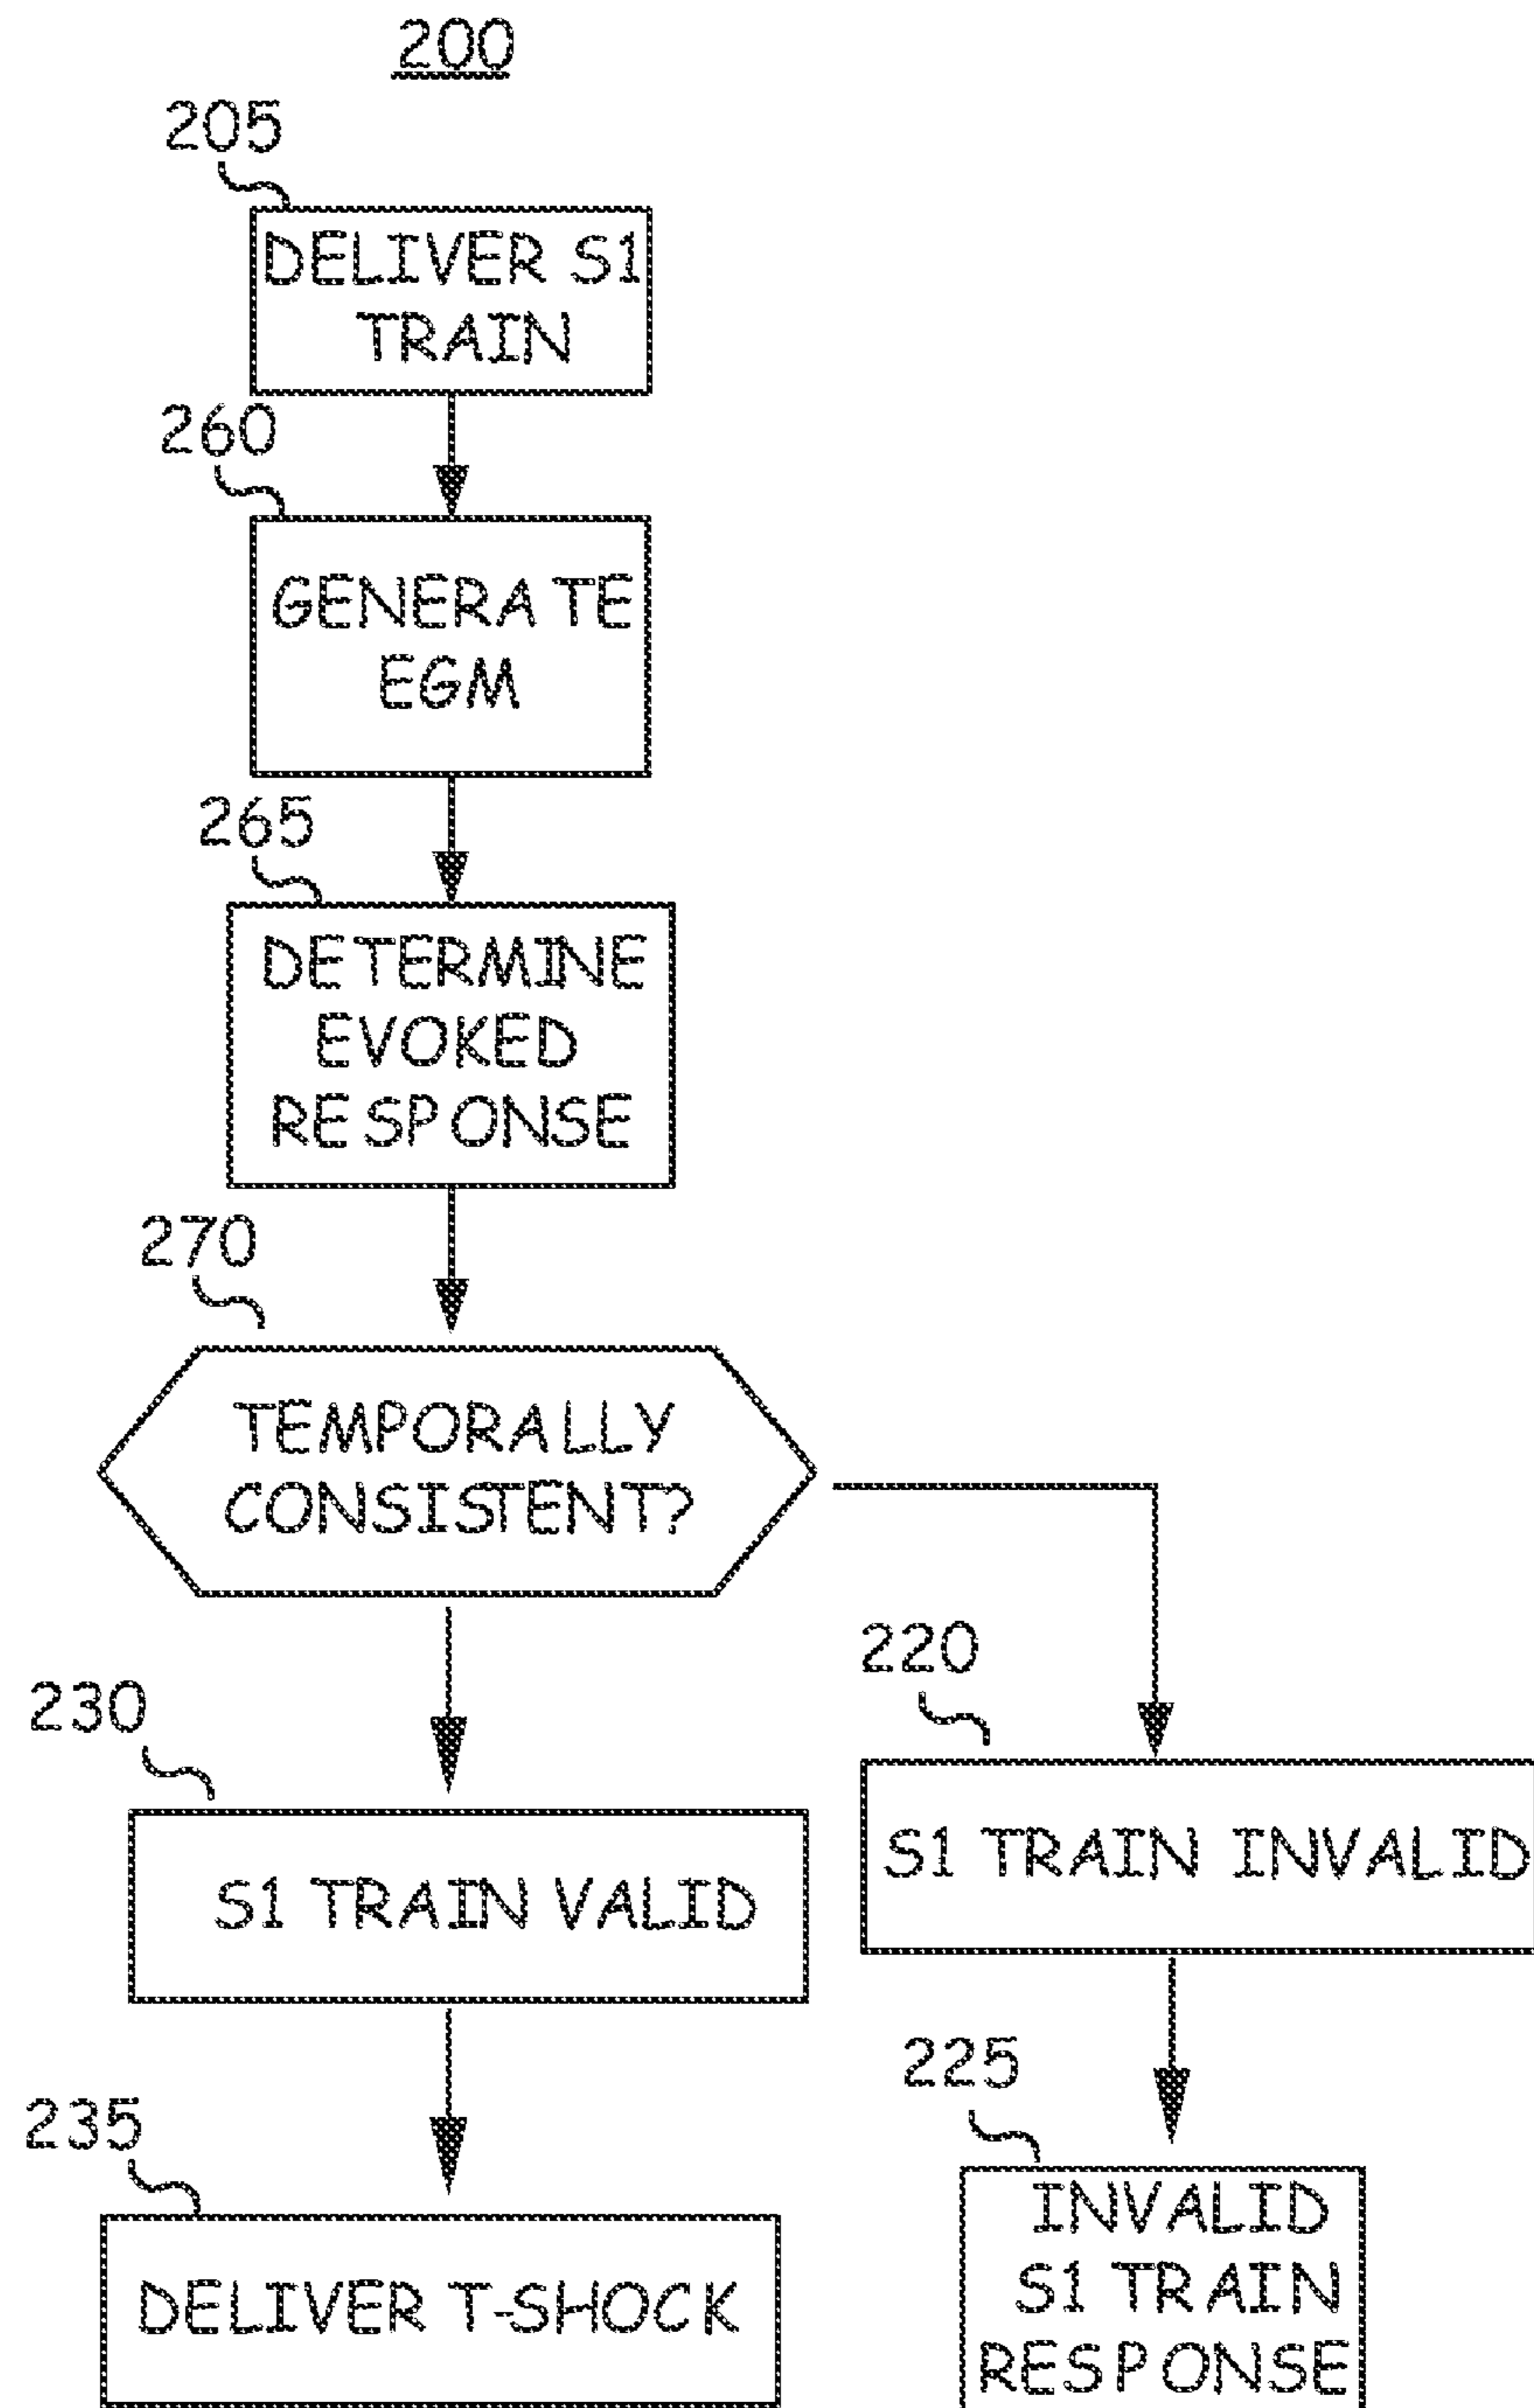 200
205
DELIVER S1
TRAIN
260
GENERATE
EGM
265
DETERMINE
EVOKED
RESPONSE
270
TEMPORALLY
CONSISTENT?
230
S1 TRAIN VALID
220
S1 TRAIN INVALID
235
DELIVER T-SHOCK
225
INVALID
S1 TRAIN
RESPONSE